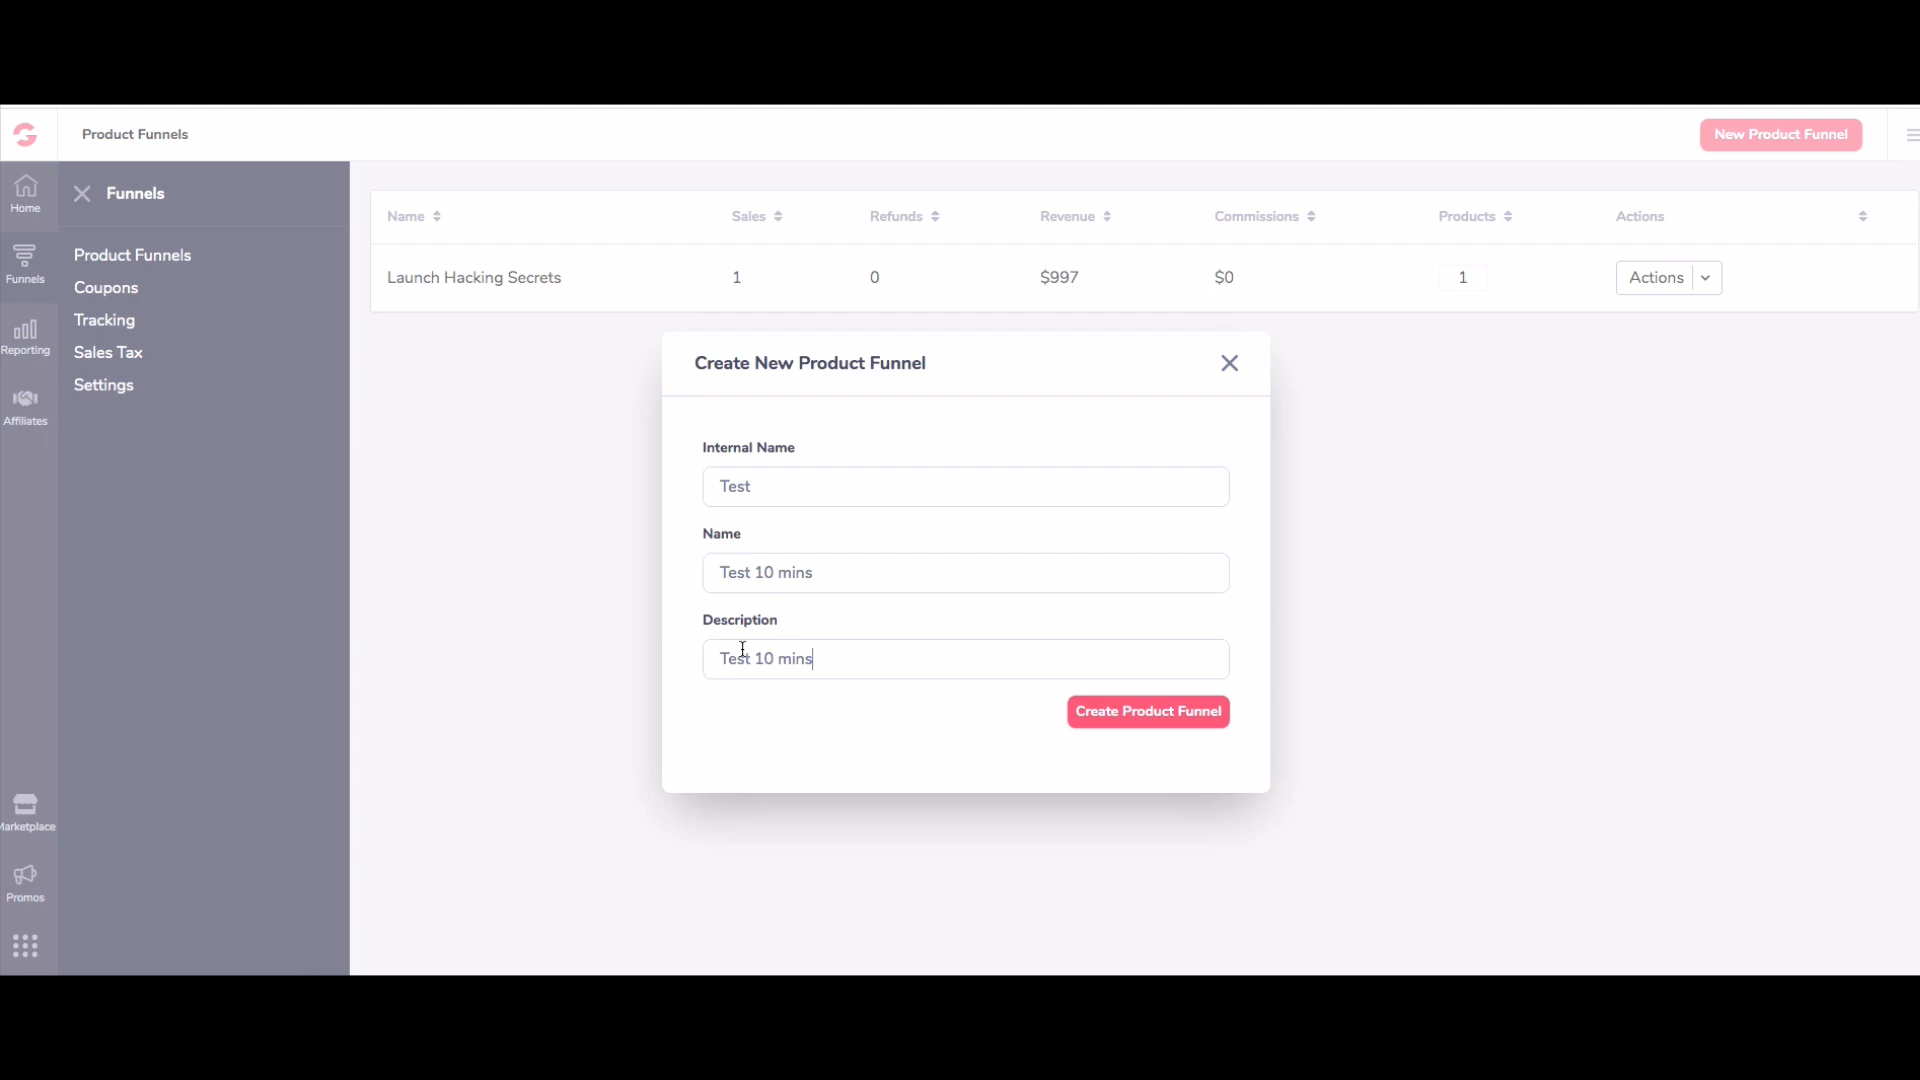 Product Funnels
New Product Funnel
Home
Funnels
Reporting
Affiliates
Marketplace
Promos
Funnels
Product Funnels
Coupons
Tracking
Sales Tax
Settings
Name Sales Refunds Revenue Commissions Products Actions
Launch Hacking Secrets 1 0 $997 $0 1 Actions
Create New Product Funnel
Internal Name
Test
Name
Test 10 mins
Description
Test 10 mins
Create Product Funnel